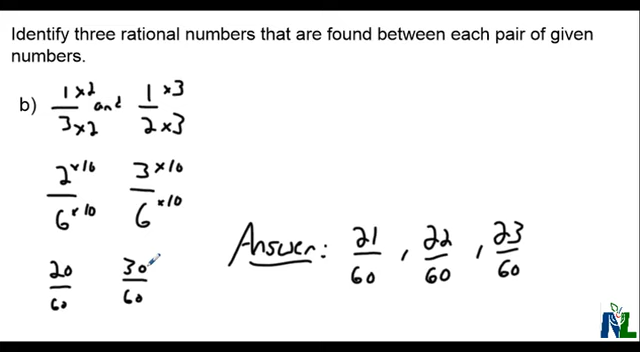 Identify three rational numbers that are found between each pair of given
numbers.
b) 1×2/3×2 and 1×3/2×3
2×10/6×10 3×10/6×10
Answer: 21/60, 22/60, 23/60
20/60 30/60
NL